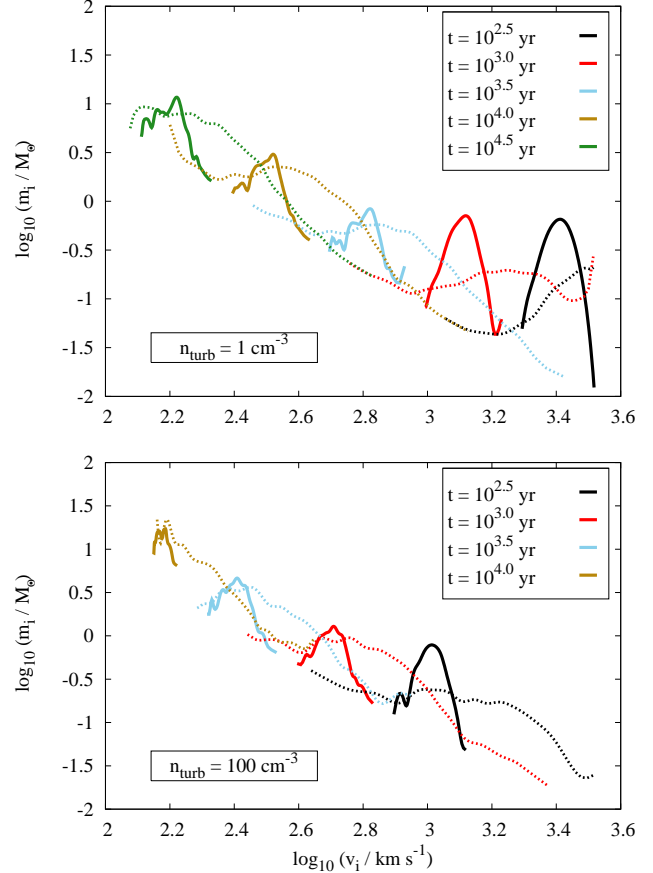 2
1.5
1
0.5
0
-0.5
-1
-1.5
-2
log₁₀ (mᵢ / M☉)
t = 10^2.5 yr
t = 10^3.0 yr
t = 10^3.5 yr
t = 10^4.0 yr
t = 10^4.5 yr
n_turb = 1 cm⁻³
2 2.2 2.4 2.6 2.8 3 3.2 3.4 3.6
2
1.5
1
0.5
0
-0.5
-1
-1.5
-2
log₁₀ (mᵢ / M☉)
t = 10^2.5 yr
t = 10^3.0 yr
t = 10^3.5 yr
t = 10^4.0 yr
n_turb = 100 cm⁻³
2 2.2 2.4 2.6 2.8 3 3.2 3.4 3.6
log₁₀ (vᵢ / km s⁻¹)